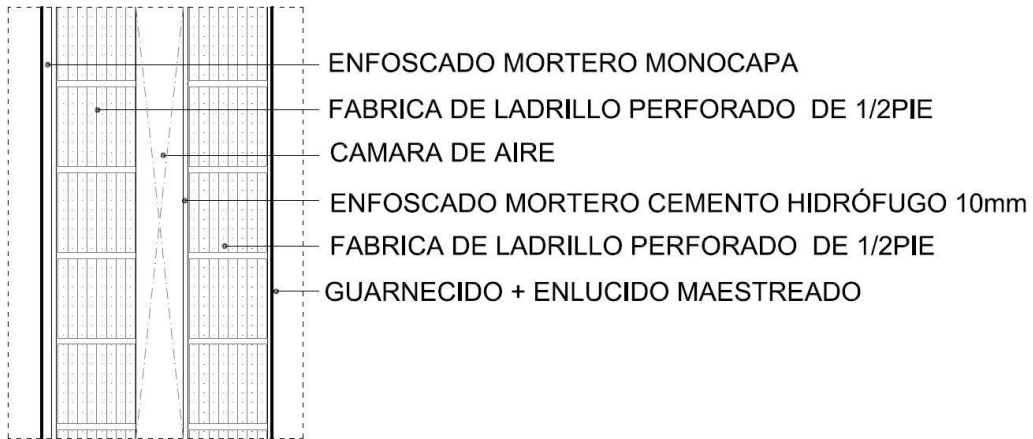 ENFOSCADO MORTERO MONOCAPA
FABRICA DE LADRILLO PERFORADO DE 1/2PIE
CAMARA DE AIRE
ENFOSCADO MORTERO CEMENTO HIDRÓFUGO 10mm
FABRICA DE LADRILLO PERFORADO DE 1/2PIE
GUARNECIDO + ENLUCIDO MAESTREADO